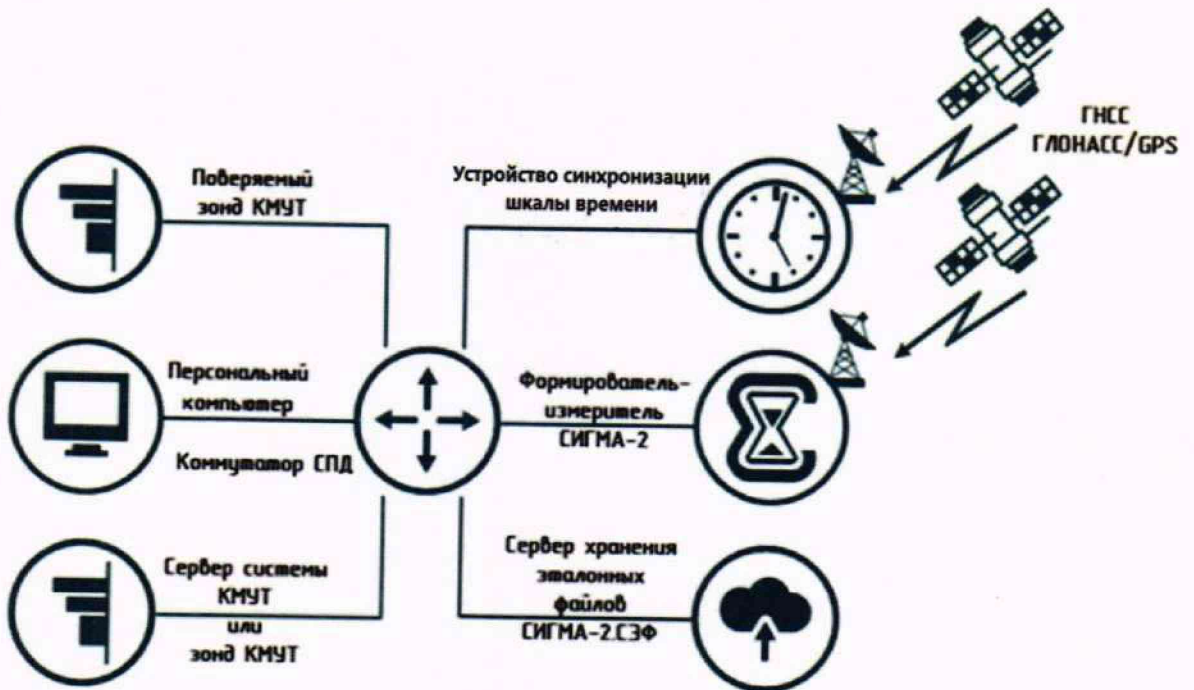 ГНСС
ГЛОНАСС/GPS
Поверяемый
зонд КМУТ
Устройство синхронизации
шкалы времени
Персональный
компьютер
Коммутатор СПД
Формирователь-
измеритель
СИГМА-2
Сервер системы
КМУТ
или
зонд КМУТ
Сервер хранения
эталонных
файлов
СИГМА-2.СЭФ